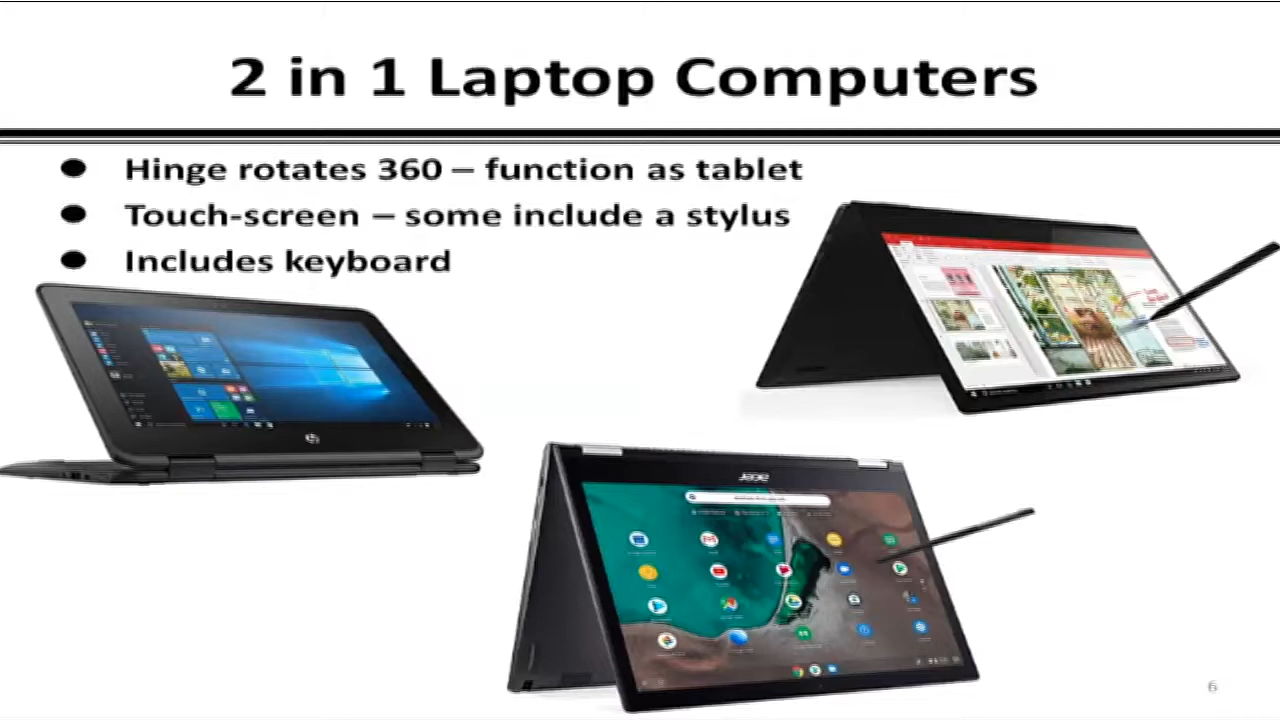 2 in 1 Laptop Computers
● Hinge rotates 360 – function as tablet
● Touch-screen – some include a stylus
● Includes keyboard
hp
acer
6